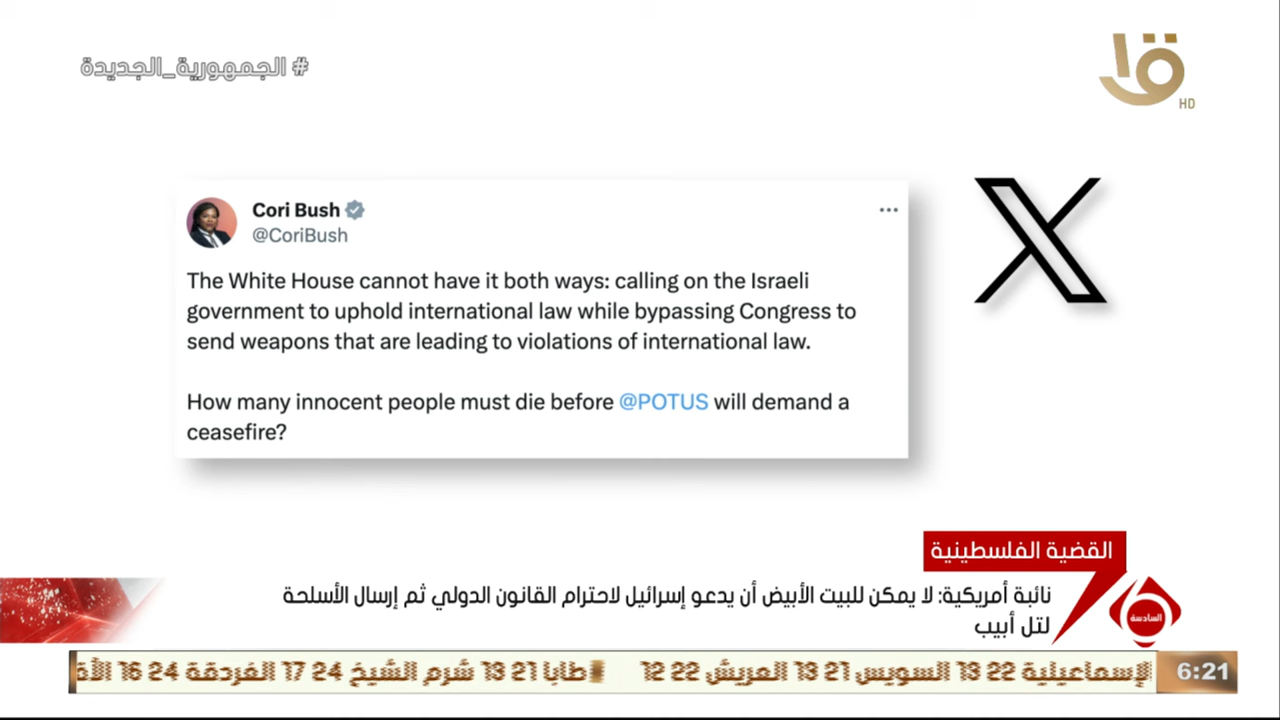 # الجمهورية_الجديدة
HD
Cori Bush
@CoriBush
The White House cannot have it both ways: calling on the Israeli
government to uphold international law while bypassing Congress to
send weapons that are leading to violations of international law.
How many innocent people must die before @POTUS will demand a
ceasefire?
القضية الفلسطينية
نائبة أمريكية: لا يمكن للبيت الأبيض أن يدعو إسرائيل لاحترام القانون الدولي ثم إرسال الأسلحة
لتل أبيب
السادسة
الإسماعيلية 22 13 السويس 21 13 العريش 22 12 طابا 21 13 شرم الشيخ 24 17 الغردقة 24 16
6:21